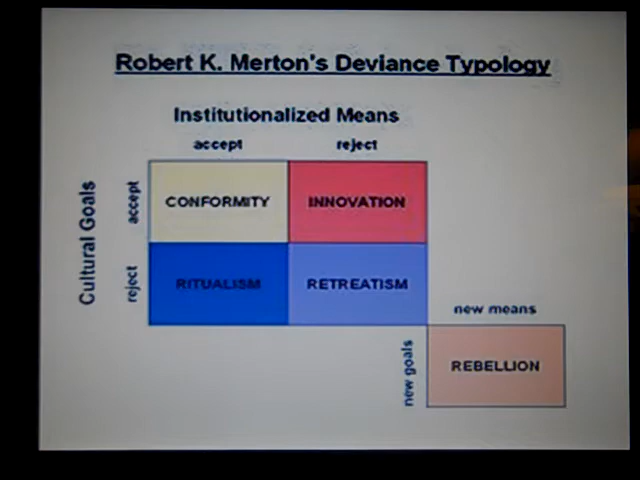 Robert K. Merton's Deviance Typology
Institutionalized Means
accept reject
Cultural Goals
accept
CONFORMITY INNOVATION
reject
RITUALISM RETREATISM
new means
new goals
REBELLION